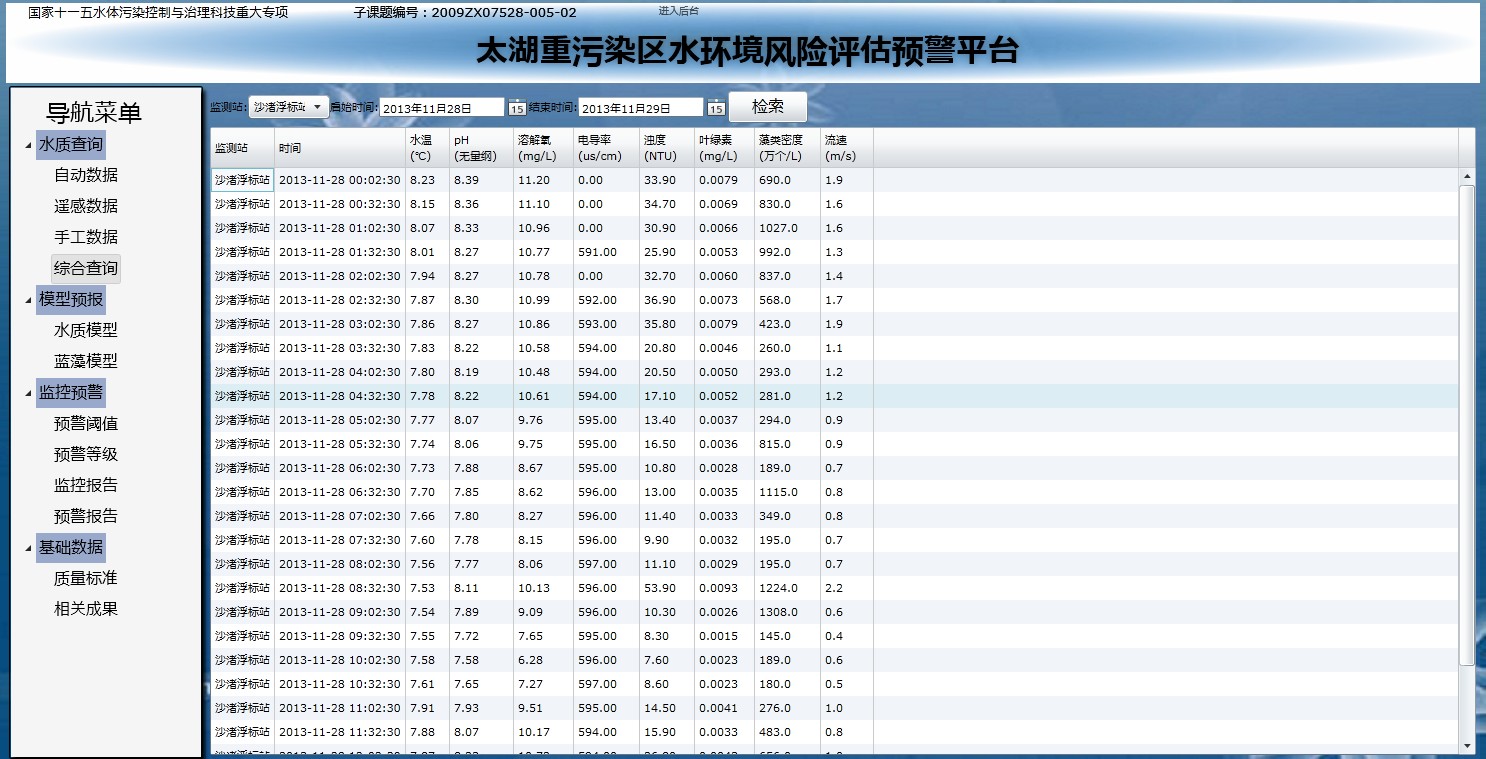 国家十一五水体污染控制与治理科技重大专项 子课题编号：2009ZX07528-005-02 进入后台
太湖重污染区水环境风险评估预警平台
导航菜单
水质查询
自动数据
遥感数据
手工数据
综合查询
模型预报
水质模型
蓝藻模型
监控预警
预警阈值
预警等级
监控报告
预警报告
基础数据
质量标准
相关成果
监测站: 沙渚浮标站 启始时间: 2013年11月28日 15 结束时间: 2013年11月29日 15 检索
监测站 时间 水温 (℃) pH (无量纲) 溶解氧 (mg/L) 电导率 (us/cm) 浊度 (NTU) 叶绿素 (mg/L) 藻类密度 (万个/L) 流速 (m/s)
沙渚浮标站 2013-11-28 00:02:30 8.23 8.39 11.20 0.00 33.90 0.0079 690.0 1.9
沙渚浮标站 2013-11-28 00:32:30 8.15 8.36 11.10 0.00 34.70 0.0069 830.0 1.6
沙渚浮标站 2013-11-28 01:02:30 8.07 8.33 10.96 0.00 30.90 0.0066 1027.0 1.6
沙渚浮标站 2013-11-28 01:32:30 8.01 8.27 10.77 591.00 25.90 0.0053 992.0 1.3
沙渚浮标站 2013-11-28 02:02:30 7.94 8.27 10.78 0.00 32.70 0.0060 837.0 1.4
沙渚浮标站 2013-11-28 02:32:30 7.87 8.30 10.99 592.00 36.90 0.0073 568.0 1.7
沙渚浮标站 2013-11-28 03:02:30 7.86 8.27 10.86 593.00 35.80 0.0079 423.0 1.9
沙渚浮标站 2013-11-28 03:32:30 7.83 8.22 10.58 594.00 20.80 0.0046 260.0 1.1
沙渚浮标站 2013-11-28 04:02:30 7.80 8.19 10.48 594.00 20.50 0.0050 293.0 1.2
沙渚浮标站 2013-11-28 04:32:30 7.78 8.22 10.61 594.00 17.10 0.0052 281.0 1.2
沙渚浮标站 2013-11-28 05:02:30 7.77 8.07 9.76 595.00 13.40 0.0037 294.0 0.9
沙渚浮标站 2013-11-28 05:32:30 7.74 8.06 9.75 595.00 16.50 0.0036 815.0 0.9
沙渚浮标站 2013-11-28 06:02:30 7.73 7.88 8.67 595.00 10.80 0.0028 189.0 0.7
沙渚浮标站 2013-11-28 06:32:30 7.70 7.85 8.62 596.00 13.00 0.0035 1115.0 0.8
沙渚浮标站 2013-11-28 07:02:30 7.66 7.80 8.27 596.00 11.40 0.0033 349.0 0.8
沙渚浮标站 2013-11-28 07:32:30 7.60 7.78 8.15 596.00 9.90 0.0032 195.0 0.7
沙渚浮标站 2013-11-28 08:02:30 7.56 7.77 8.06 597.00 11.10 0.0029 195.0 0.7
沙渚浮标站 2013-11-28 08:32:30 7.53 8.11 10.13 596.00 53.90 0.0093 1224.0 2.2
沙渚浮标站 2013-11-28 09:02:30 7.54 7.89 9.09 596.00 10.30 0.0026 1308.0 0.6
沙渚浮标站 2013-11-28 09:32:30 7.55 7.72 7.65 595.00 8.30 0.0015 145.0 0.4
沙渚浮标站 2013-11-28 10:02:30 7.58 7.58 6.28 596.00 7.60 0.0023 189.0 0.6
沙渚浮标站 2013-11-28 10:32:30 7.61 7.65 7.27 597.00 8.60 0.0023 180.0 0.5
沙渚浮标站 2013-11-28 11:02:30 7.91 7.93 9.51 595.00 14.50 0.0041 276.0 1.0
沙渚浮标站 2013-11-28 11:32:30 7.88 8.07 10.17 594.00 15.90 0.0033 483.0 0.8